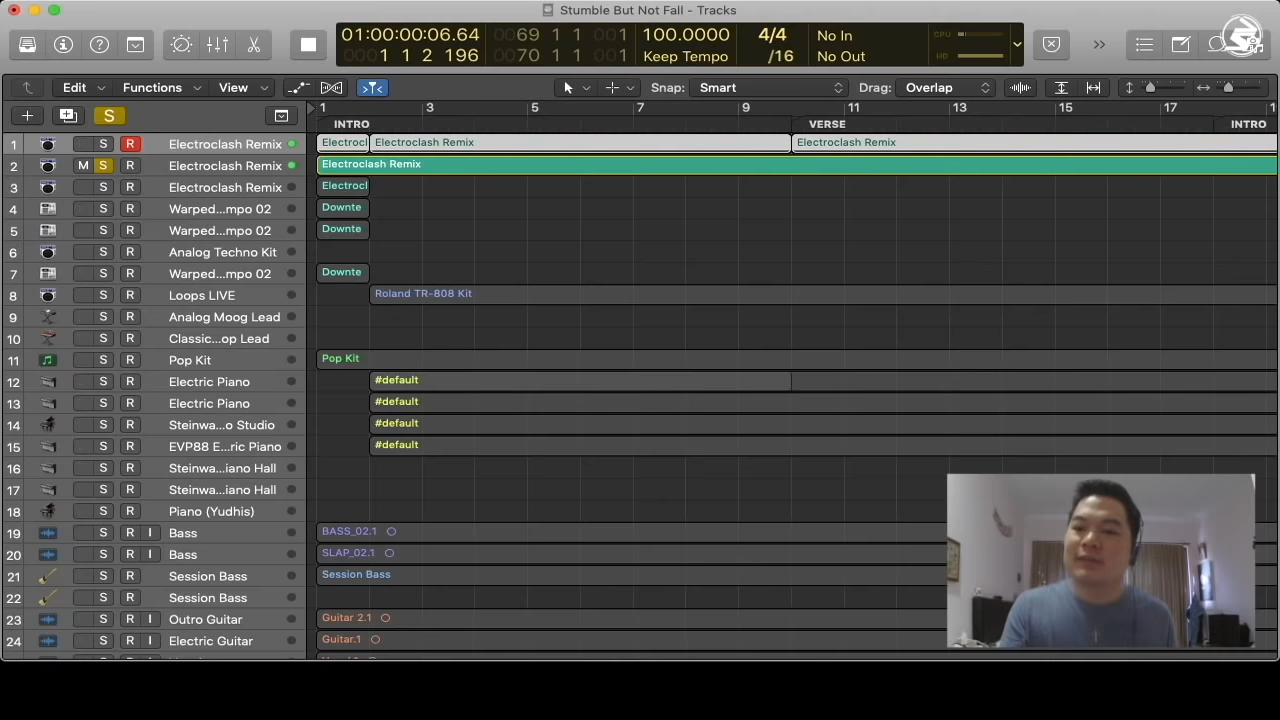 Stumble But Not Fall - Tracks
01:00:00:06.64
1 1 2 196
0069 1 1 001
0001 1 1 001
100.0000
Keep Tempo
4/4
/16
No In
No Out
CPU
HD
Edit
Functions
View
Snap: Smart
Drag: Overlap
S
1 3 5 7 9 11 13 15 17
INTRO VERSE INTRO
1 S R Electroclash Remix Electrocl Electroclash Remix Electroclash Remix
2 M S R Electroclash Remix Electroclash Remix
3 S R Electroclash Remix Electrocl
4 S R Warped...mpo 02 Downte
5 S R Warped...mpo 02 Downte
6 S R Analog Techno Kit
7 S R Warped...mpo 02 Downte
8 S R Loops LIVE Roland TR-808 Kit
9 S R Analog Moog Lead
10 S R Classic...op Lead
11 S R Pop Kit Pop Kit
12 S R Electric Piano #default
13 S R Electric Piano #default
14 S R Steinwa...o Studio #default
15 S R EVP88 E...ric Piano #default
16 S R Steinwa...iano Hall
17 S R Steinwa...iano Hall
18 S R Piano (Yudhis)
19 S R I Bass BASS_02.1
20 S R I Bass SLAP_02.1
21 S R Session Bass Session Bass
22 S R Session Bass
23 S R I Outro Guitar Guitar 2.1
24 S R I Electric Guitar Guitar.1